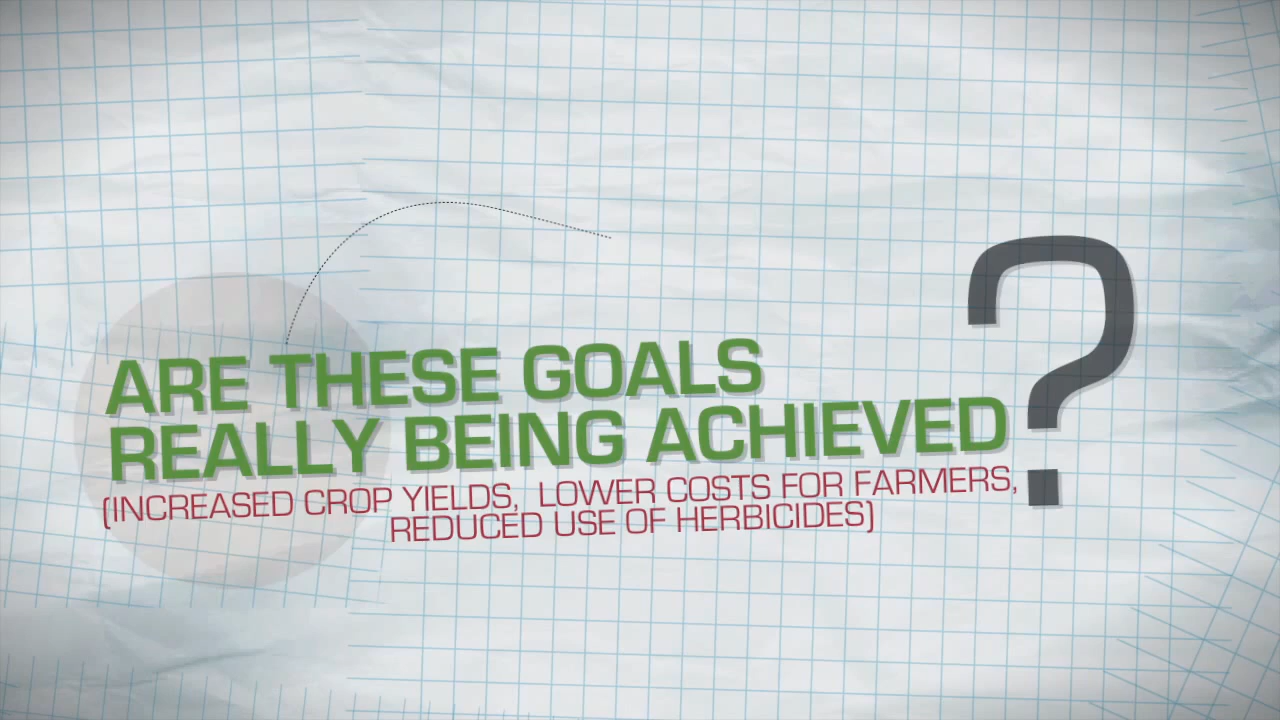 ARE THESE GOALS
REALLY BEING ACHIEVED?
(INCREASED CROP YIELDS, LOWER COSTS FOR FARMERS,
REDUCED USE OF HERBICIDES)